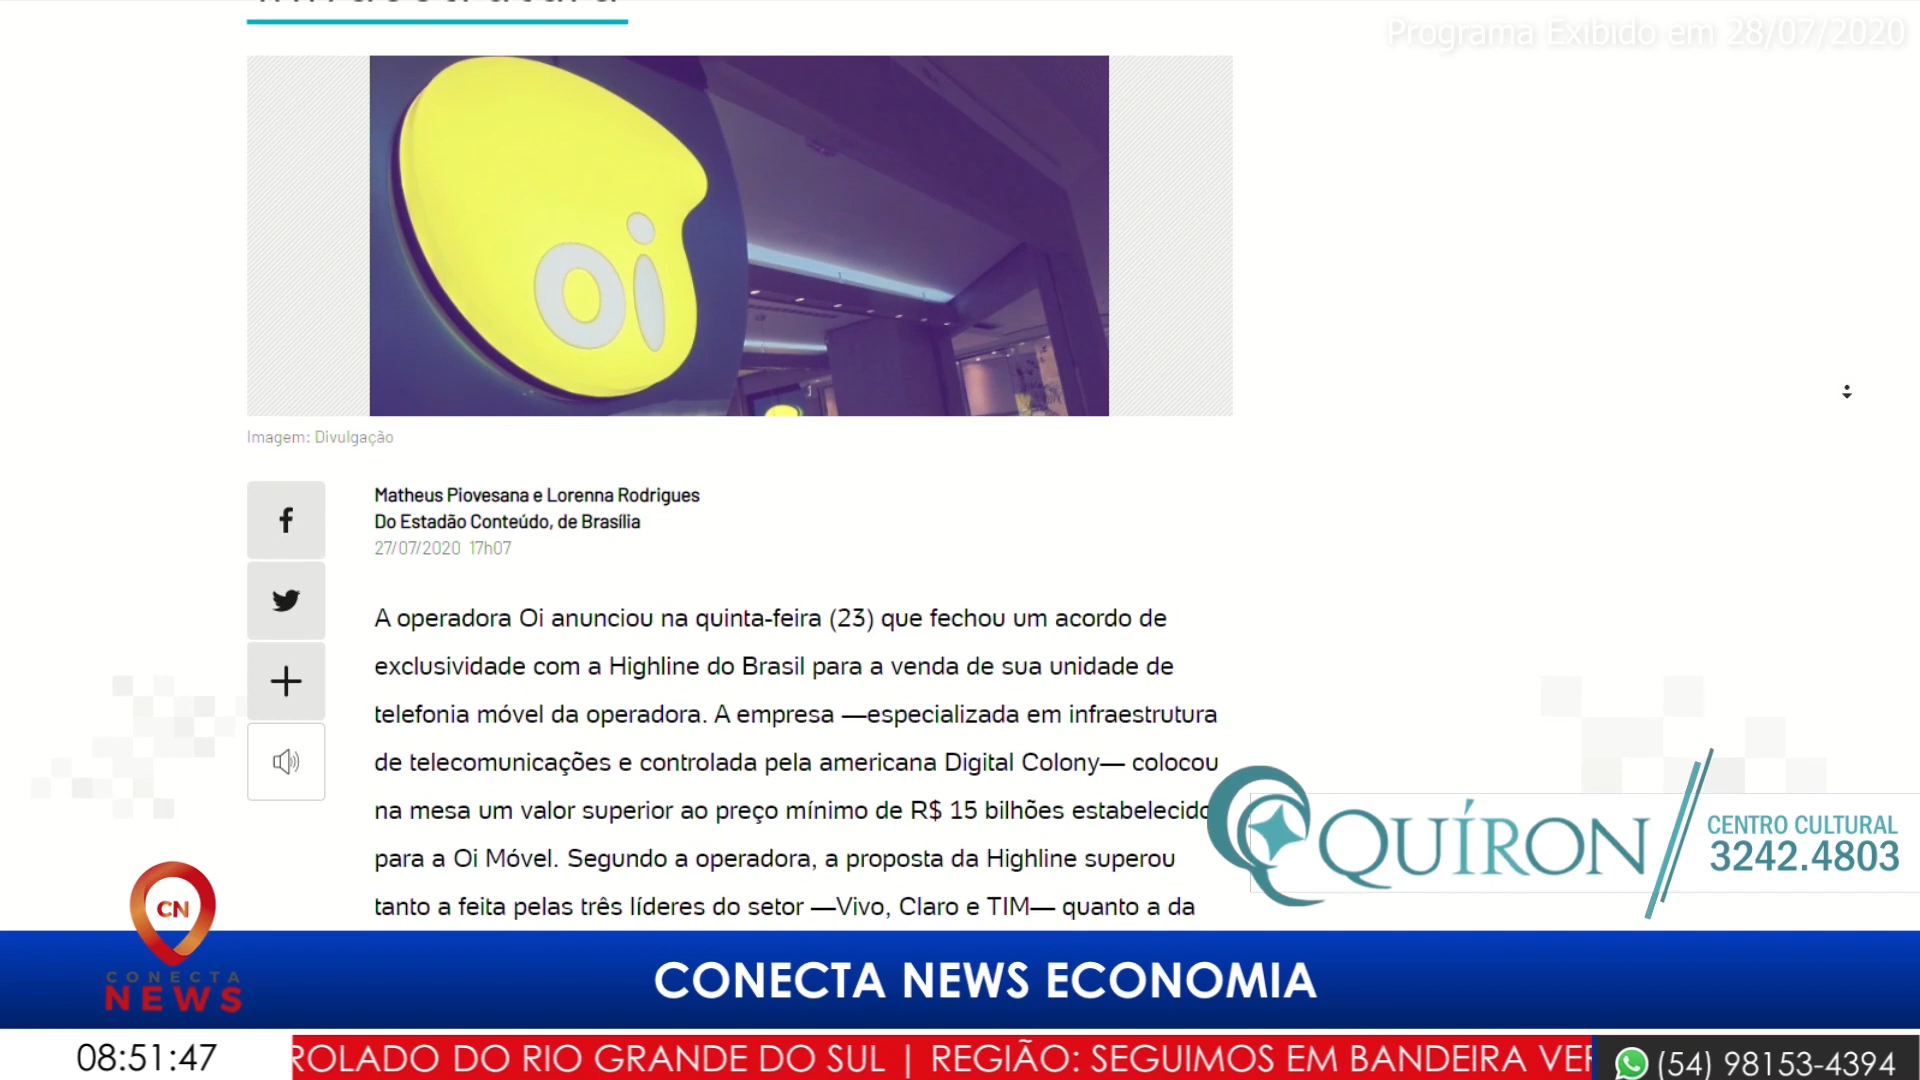 Programa Exibido em 28/07/2020
oi
Imagem: Divulgação
Matheus Piovesana e Lorenna Rodrigues
Do Estadão Conteúdo, de Brasília
27/07/2020 17h07
A operadora Oi anunciou na quinta-feira (23) que fechou um acordo de
exclusividade com a Highline do Brasil para a venda de sua unidade de
telefonia móvel da operadora. A empresa —especializada em infraestrutura
de telecomunicações e controlada pela americana Digital Colony— colocou
na mesa um valor superior ao preço mínimo de R$ 15 bilhões estabelecido
para a Oi Móvel. Segundo a operadora, a proposta da Highline superou
tanto a feita pelas três líderes do setor —Vivo, Claro e TIM— quanto a da
QUÍRON
CENTRO CULTURAL
3242.4803
CN
CONECTA
NEWS
CONECTA NEWS ECONOMIA
08:51:47
ROLADO DO RIO GRANDE DO SUL | REGIÃO: SEGUIMOS EM BANDEIRA VER
(54) 98153-4394